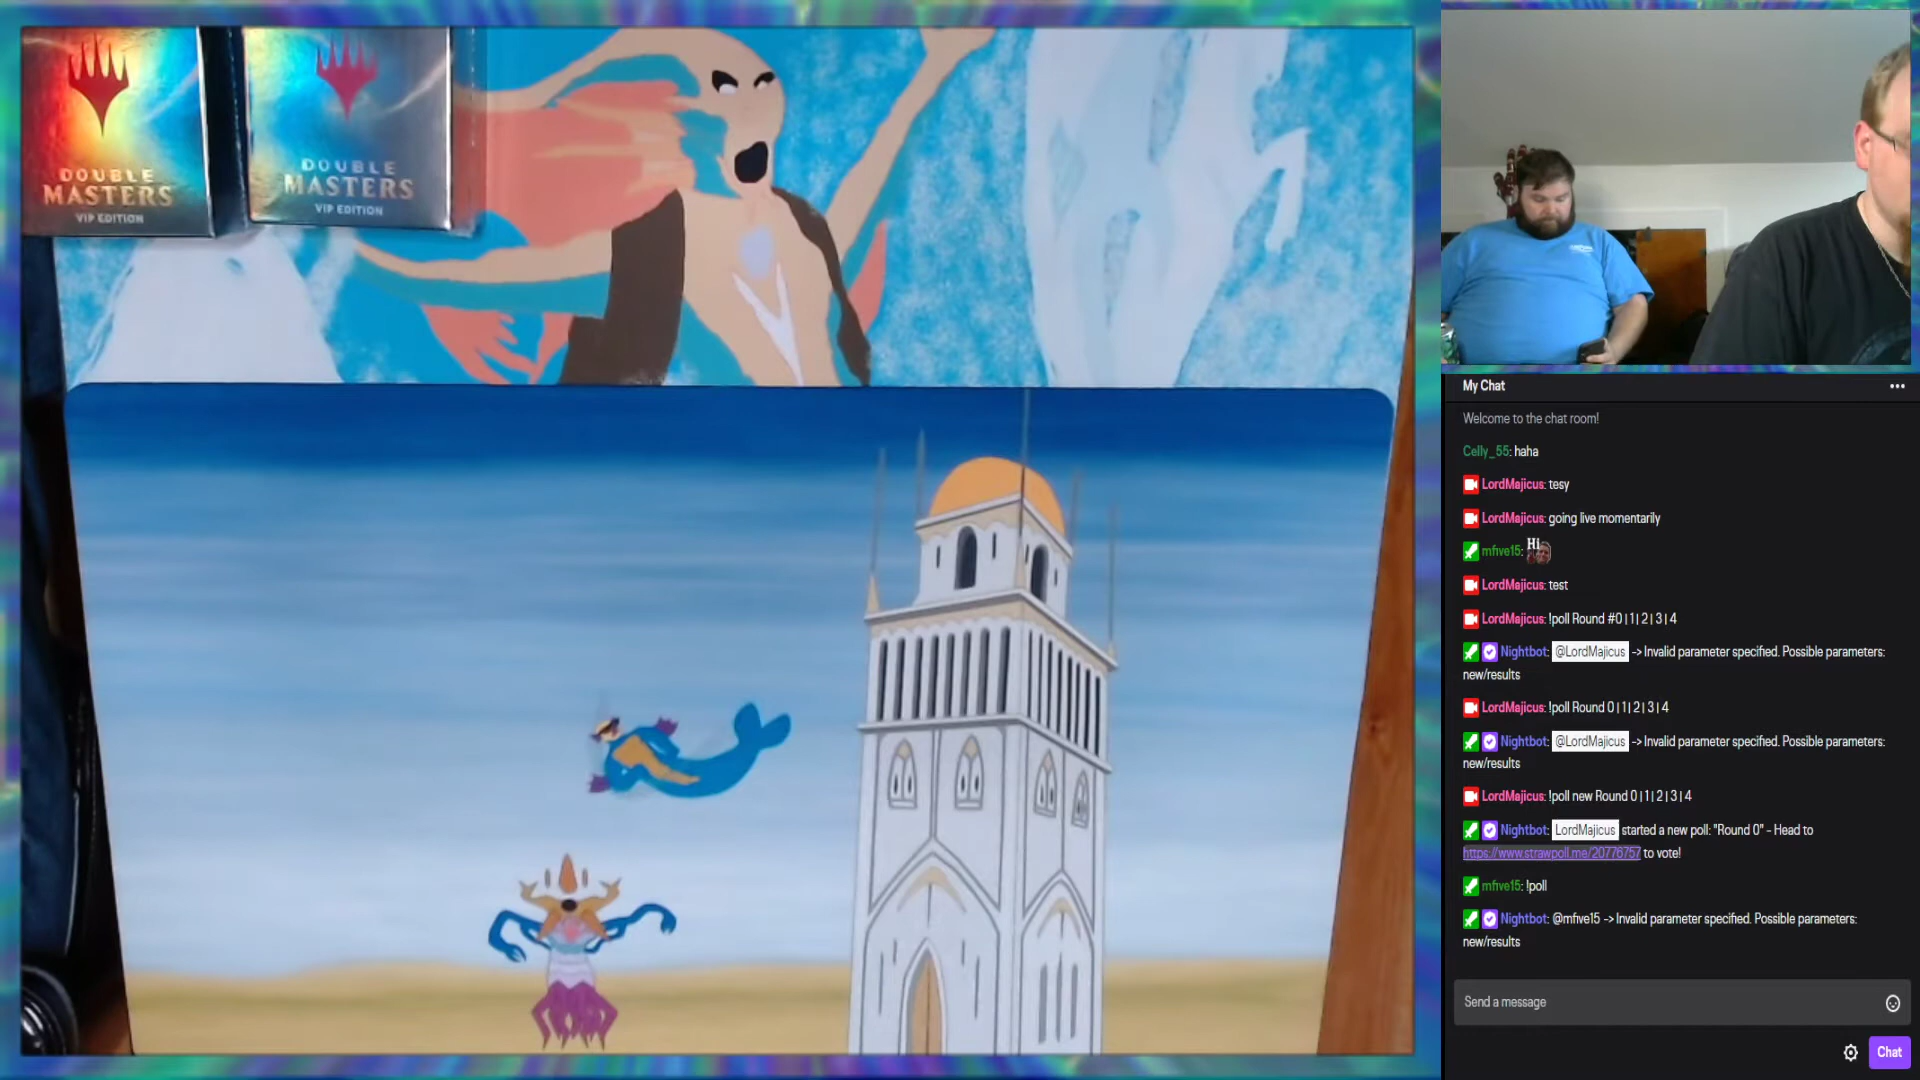 DOUBLE
MASTERS
VIP EDITION
DOUBLE
MASTERS
VIP EDITION
My Chat
Welcome to the chat room!
Celly_55: haha
LordMajicus: tesy
LordMajicus: going live momentarily
mfive15: Hi
LordMajicus: test
LordMajicus: !poll Round #0 | 1 | 2 | 3 | 4
Nightbot: @LordMajicus -> Invalid parameter specified. Possible parameters:
new/results
LordMajicus: !poll Round 0 | 1 | 2 | 3 | 4
Nightbot: @LordMajicus -> Invalid parameter specified. Possible parameters:
new/results
LordMajicus: !poll new Round 0 | 1 | 2 | 3 | 4
Nightbot: LordMajicus started a new poll: "Round 0" - Head to
https://www.strawpoll.me/20776757 to vote!
mfive15: !poll
Nightbot: @mfive15 -> Invalid parameter specified. Possible parameters:
new/results
Send a message
Chat